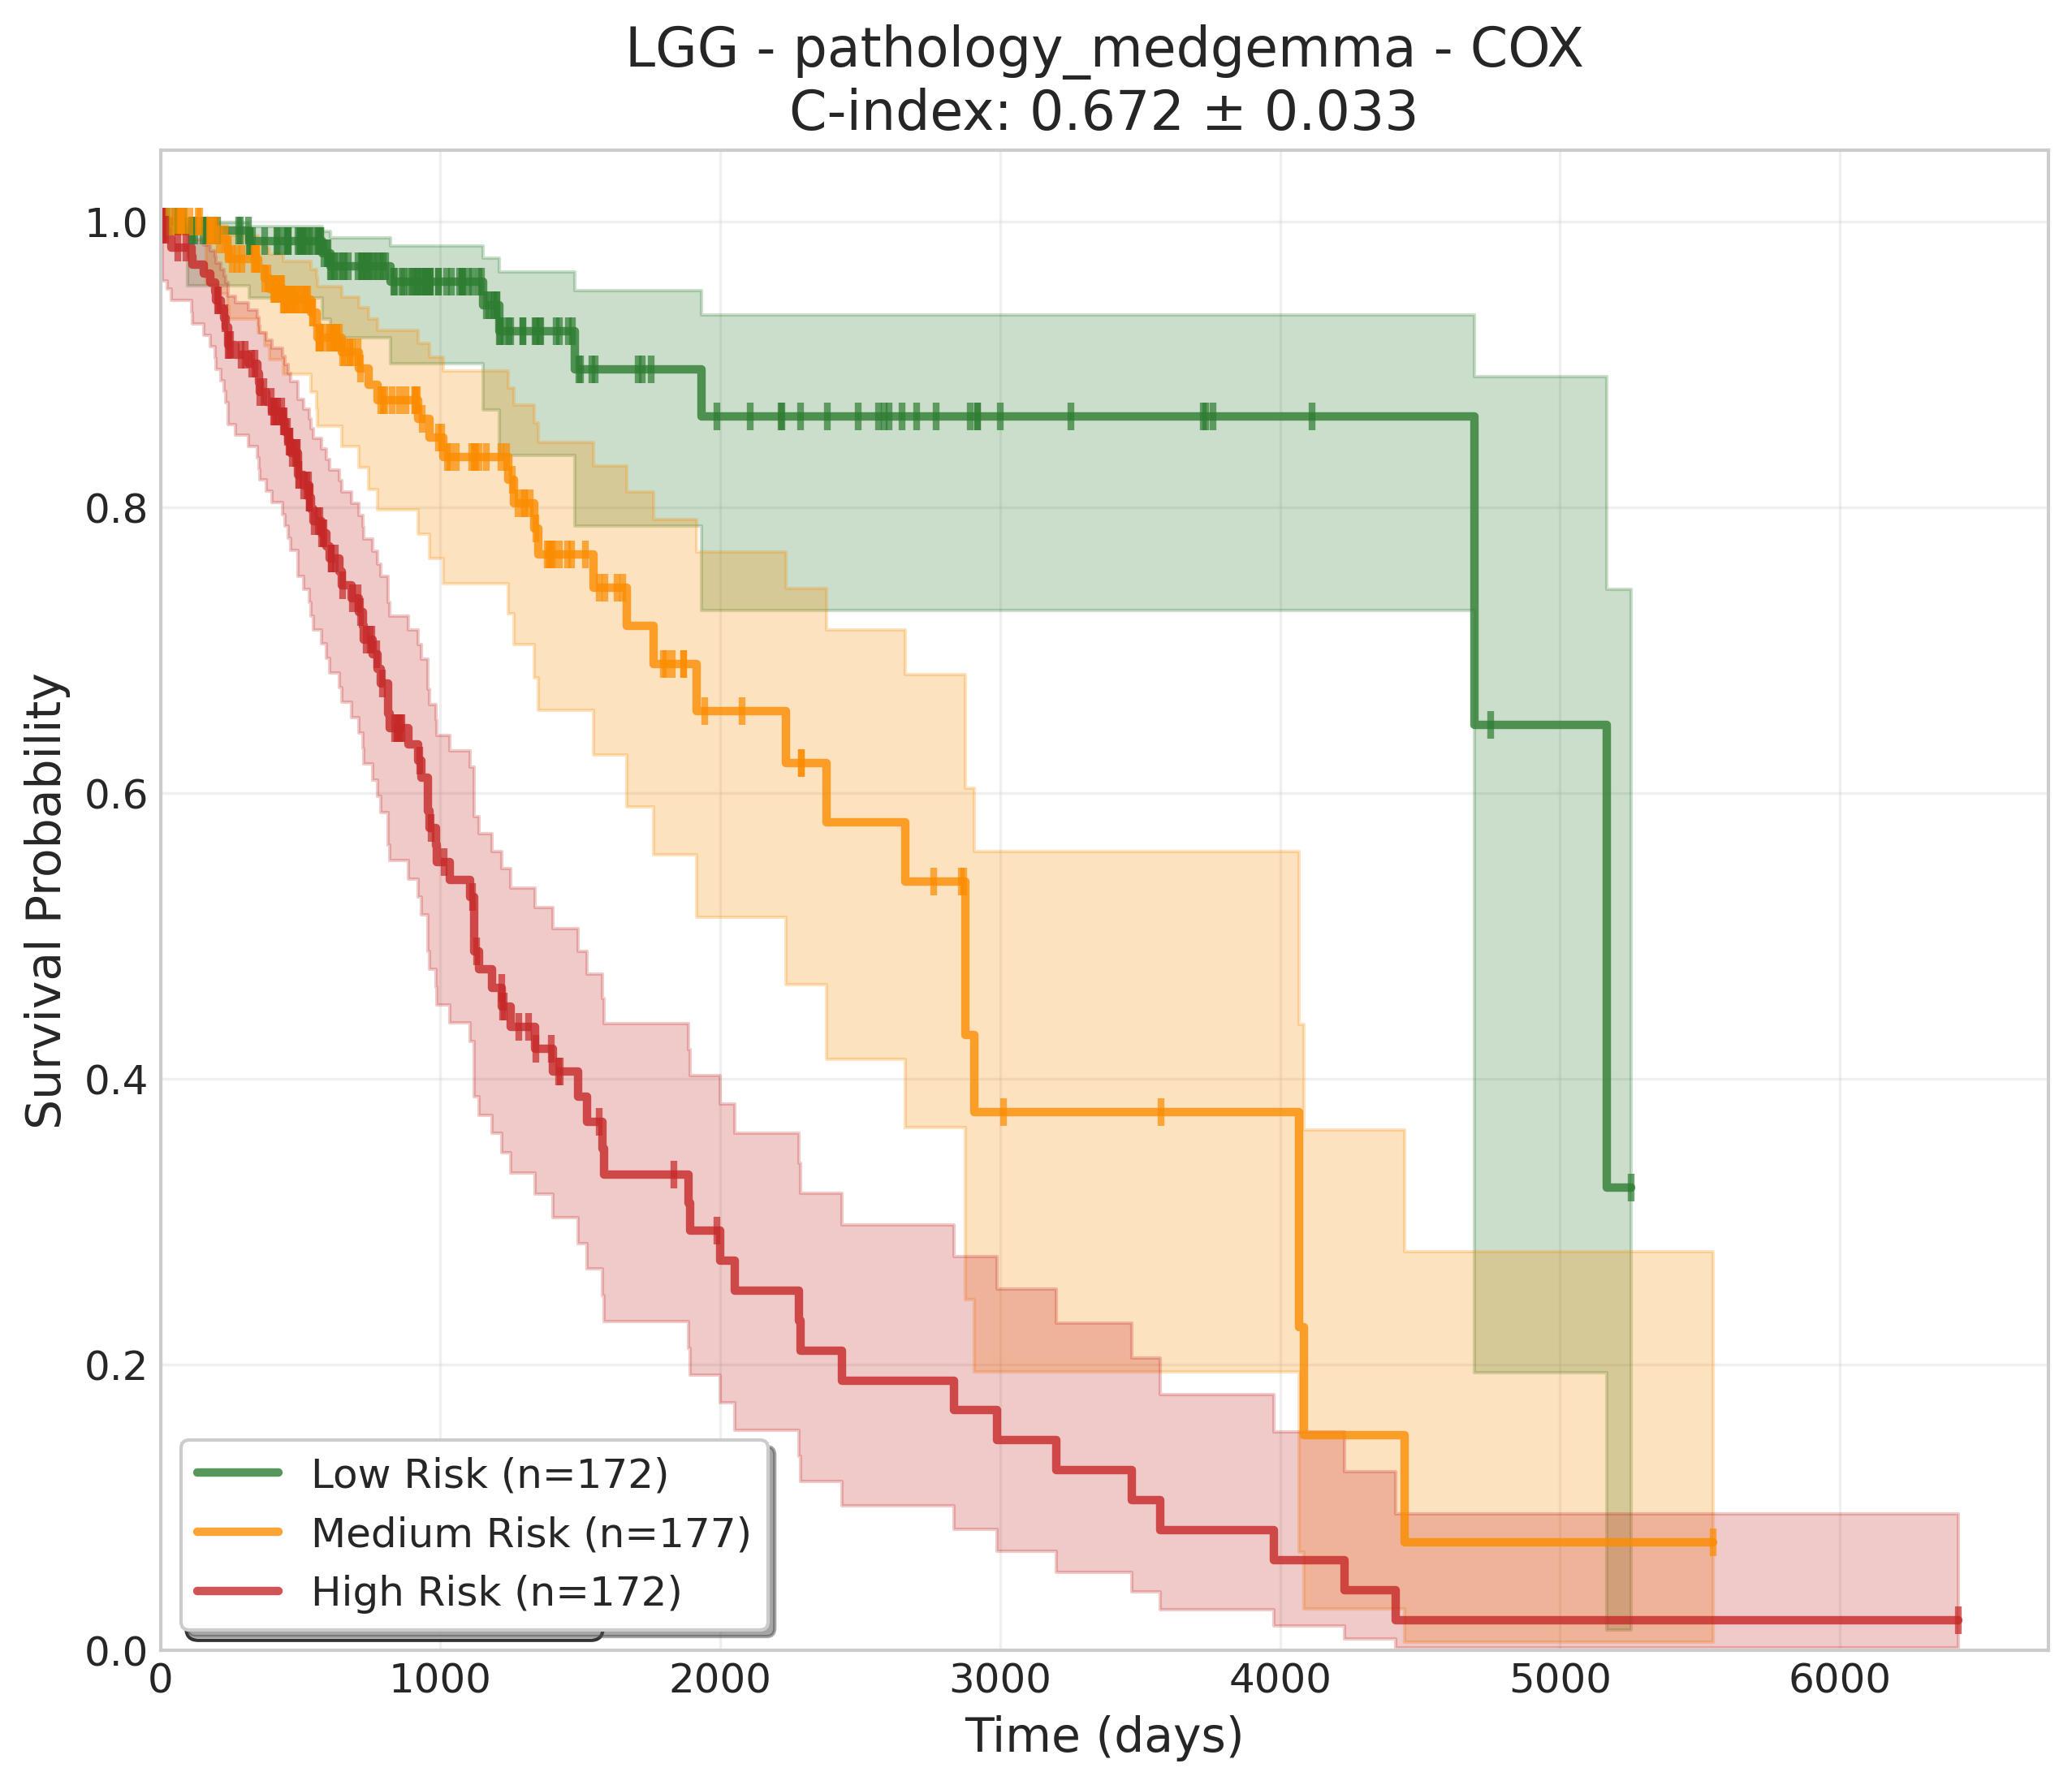 LGG - pathology_medgemma - COX
C-index: 0.672 ± 0.033
Survival Probability
1.0
0.8
0.6
0.4
0.2
0.0
Low Risk (n=172)
Medium Risk (n=177)
High Risk (n=172)
0 1000 2000 3000 4000 5000 6000
Time (days)